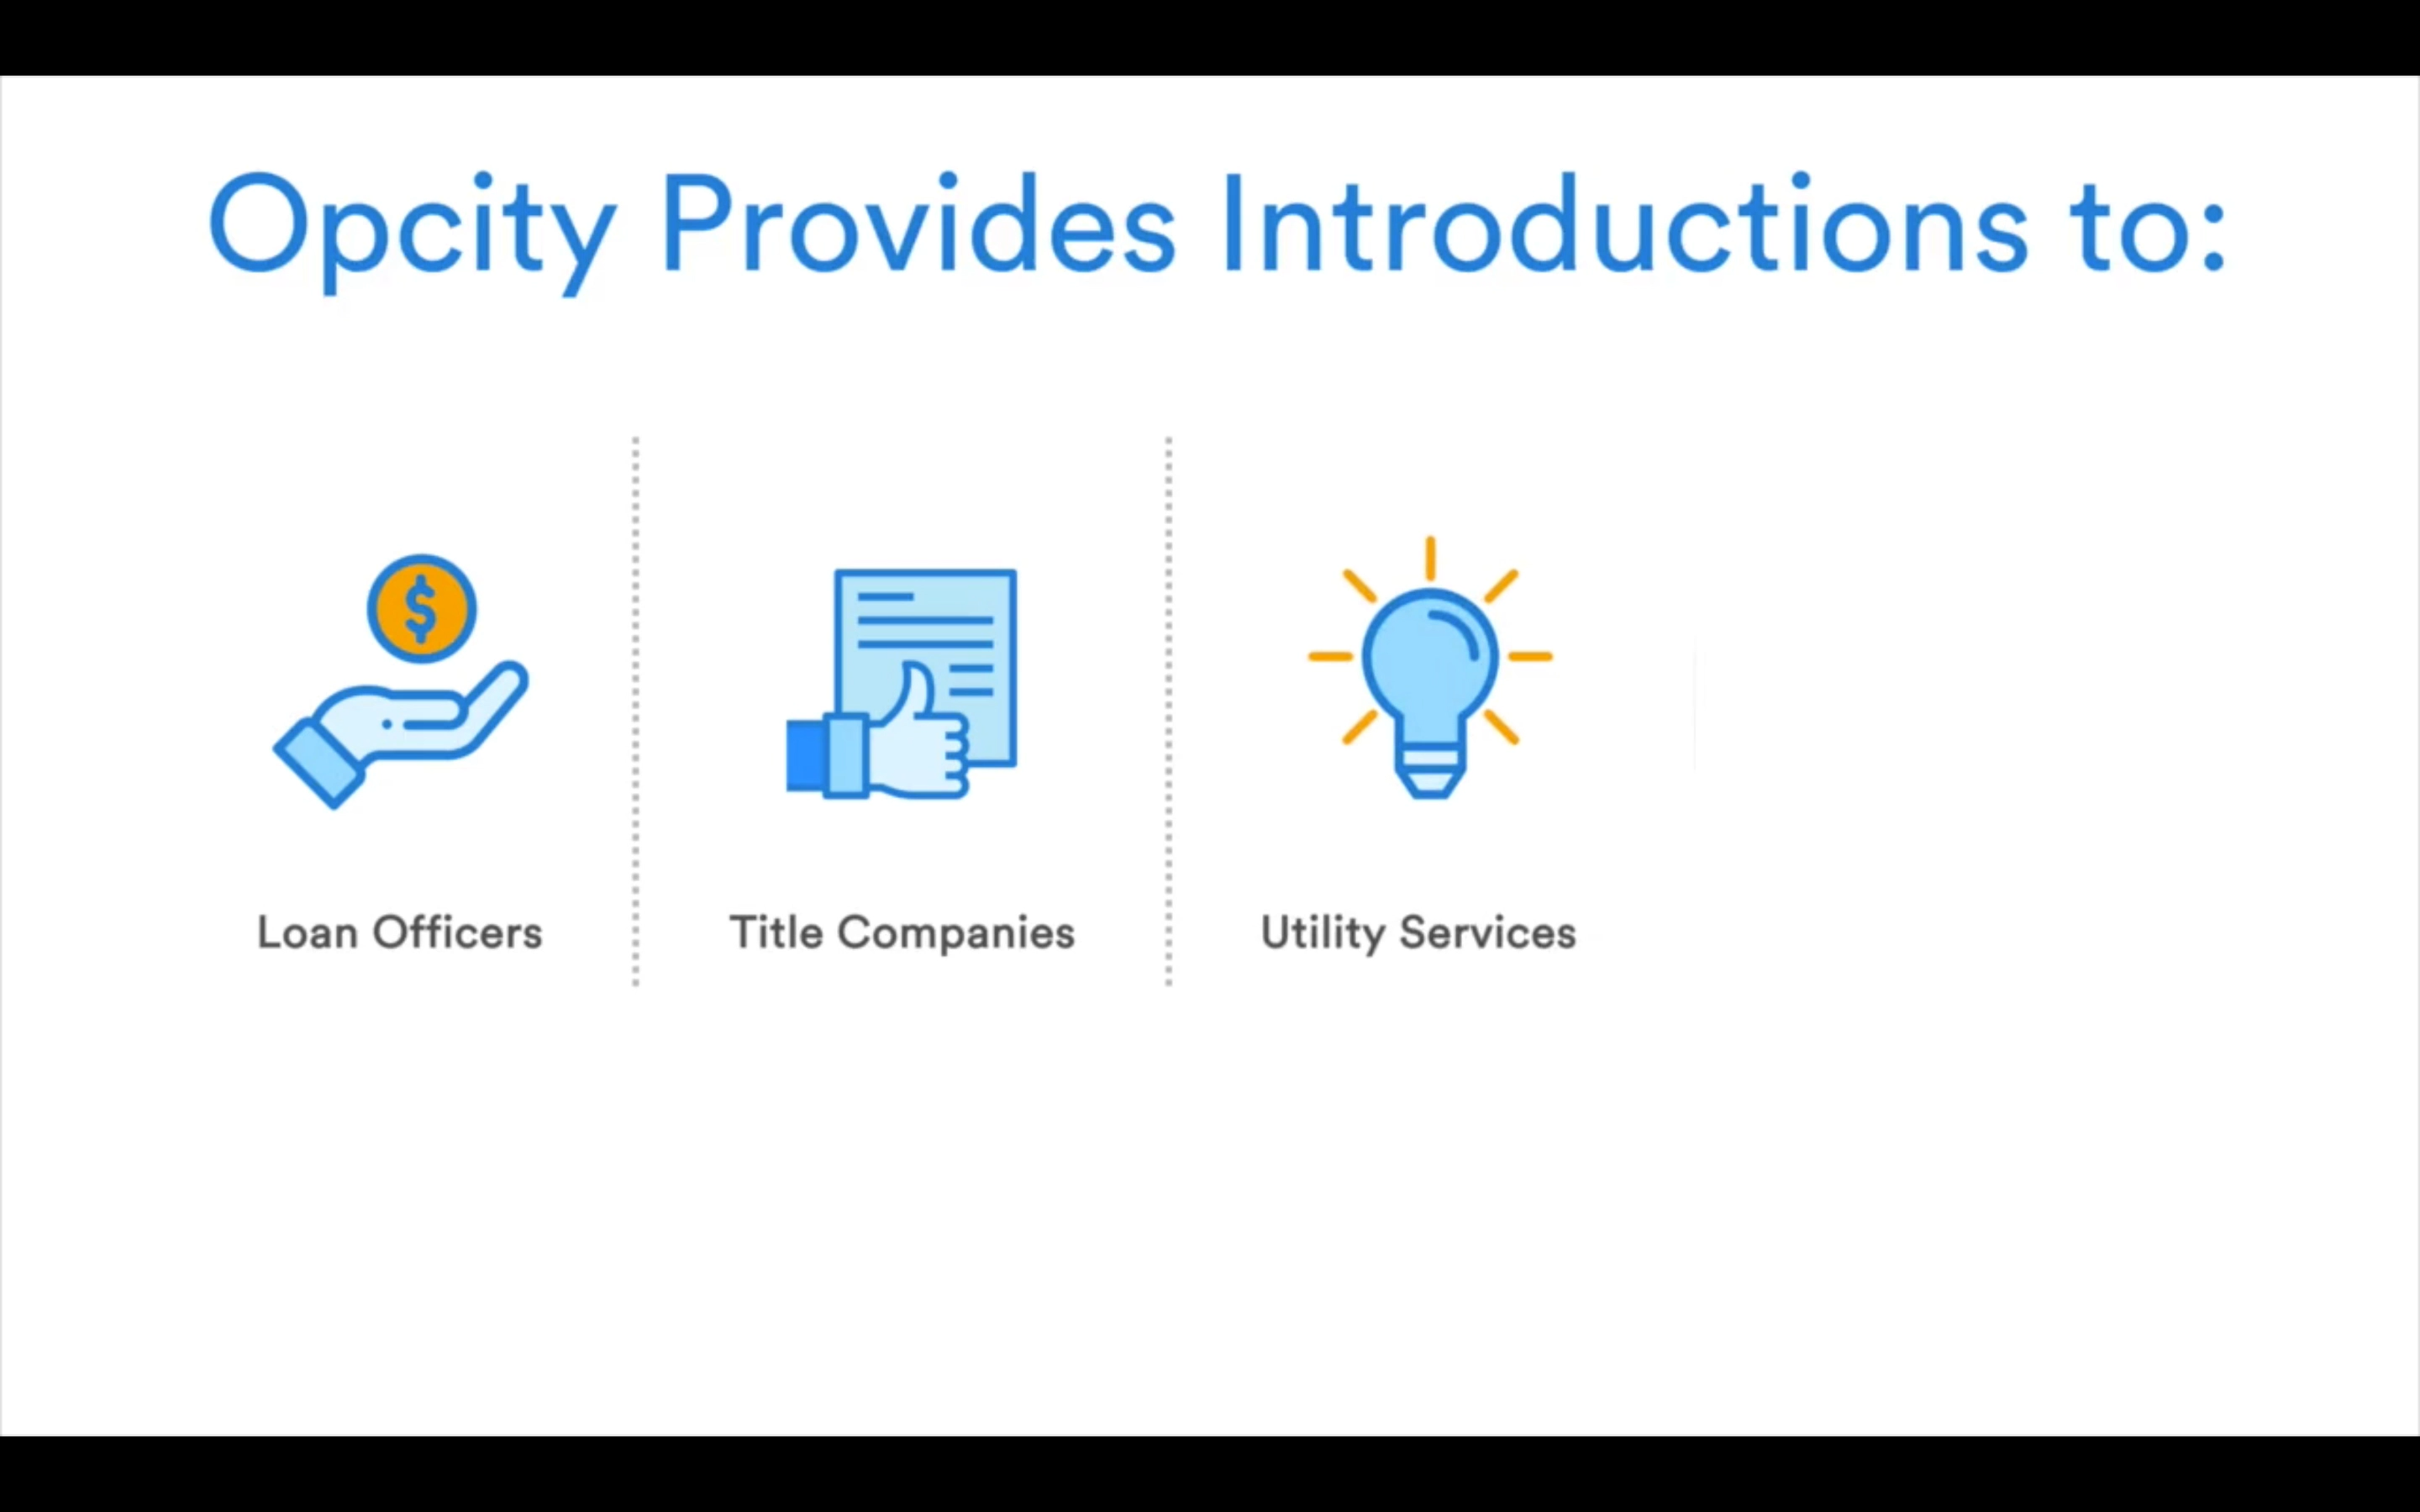 Opcity Provides Introductions to:
$
Loan Officers
Title Companies
Utility Services